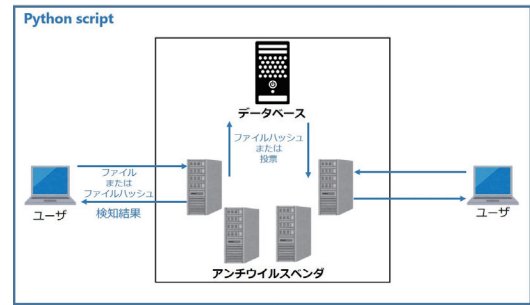 Python script
データベース
ファイルハッシュ
または
投票
ファイル
または
ファイルハッシュ
検知結果
ユーザ
ユーザ
アンチウイルスベンダ